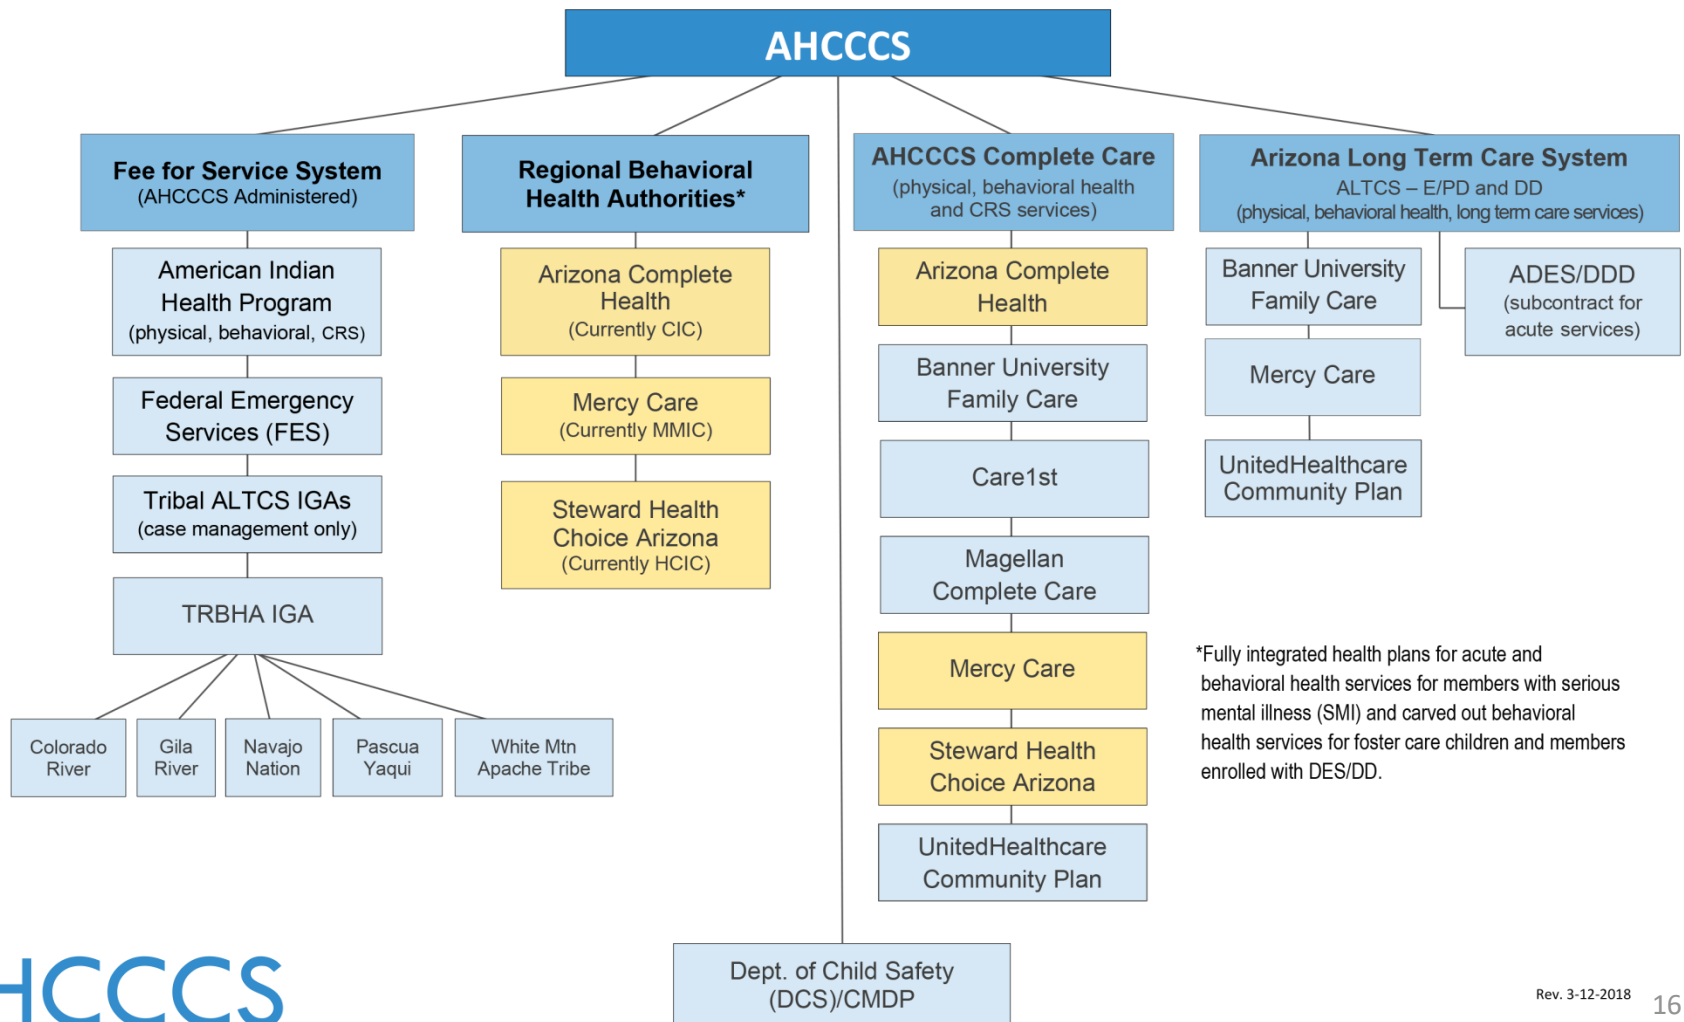 AHCCCS
Fee for Service System
(AHCCCS Administered)
American Indian
Health Program
(physical, behavioral, CRS)
Federal Emergency
Services (FES)
Tribal ALTCS IGAs
(case management only)
TRBHA IGA
Colorado
River
Gila
River
Navajo
Nation
Pascua
Yaqui
White Mtn
Apache Tribe
Regional Behavioral
Health Authorities*
Arizona Complete
Health
(Currently CIC)
Mercy Care
(Currently MMIC)
Steward Health
Choice Arizona
(Currently HCIC)
AHCCCS Complete Care
(physical, behavioral health
and CRS services)
Arizona Complete
Health
Banner University
Family Care
Care1st
Magellan
Complete Care
Mercy Care
Steward Health
Choice Arizona
UnitedHealthcare
Community Plan
Arizona Long Term Care System
ALTCS – E/PD and DD
(physical, behavioral health, long term care services)
Banner University
Family Care
Mercy Care
UnitedHealthcare
Community Plan
ADES/DDD
(subcontract for
acute services)
*Fully integrated health plans for acute and
behavioral health services for members with serious
mental illness (SMI) and carved out behavioral
health services for foster care children and members
enrolled with DES/DD.
Dept. of Child Safety
(DCS)/CMDP
HCCCS
Rev. 3-12-2018
16